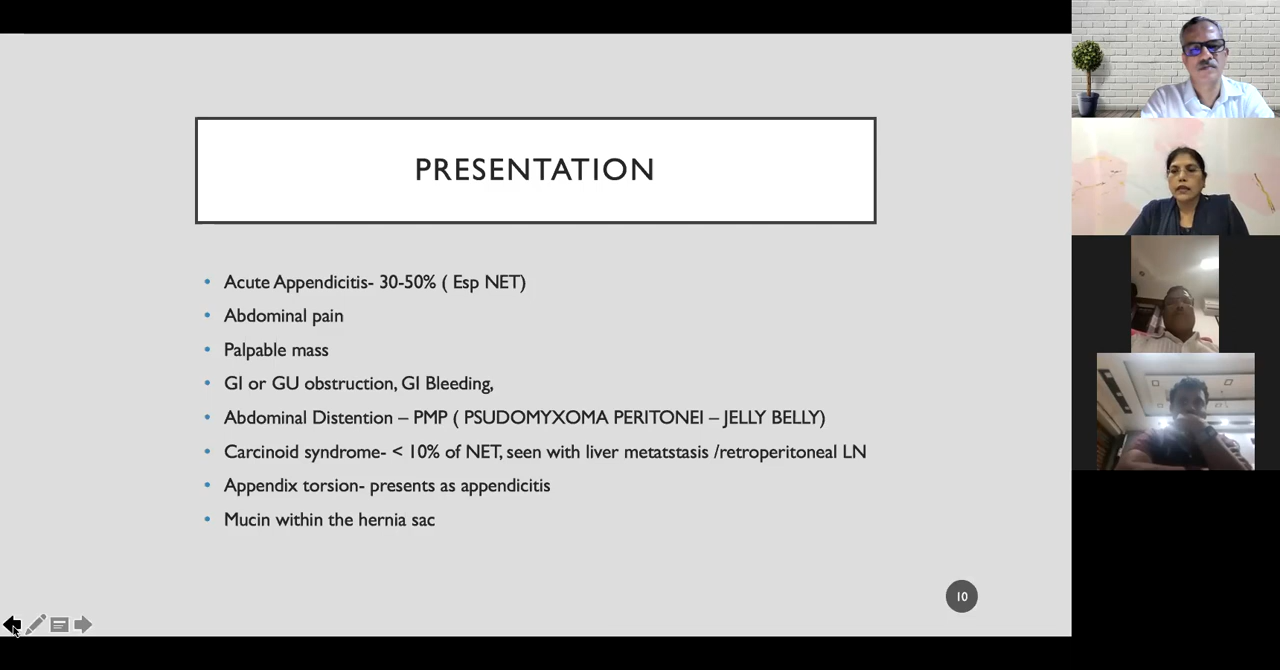 PRESENTATION
Acute Appendicitis- 30-50% ( Esp NET)
Abdominal pain
Palpable mass
GI or GU obstruction, GI Bleeding,
Abdominal Distention – PMP ( PSUDOMYXOMA PERITONEI – JELLY BELLY)
Carcinoid syndrome- < 10% of NET, seen with liver metatstasis /retroperitoneal LN
Appendix torsion- presents as appendicitis
Mucin within the hernia sac
10